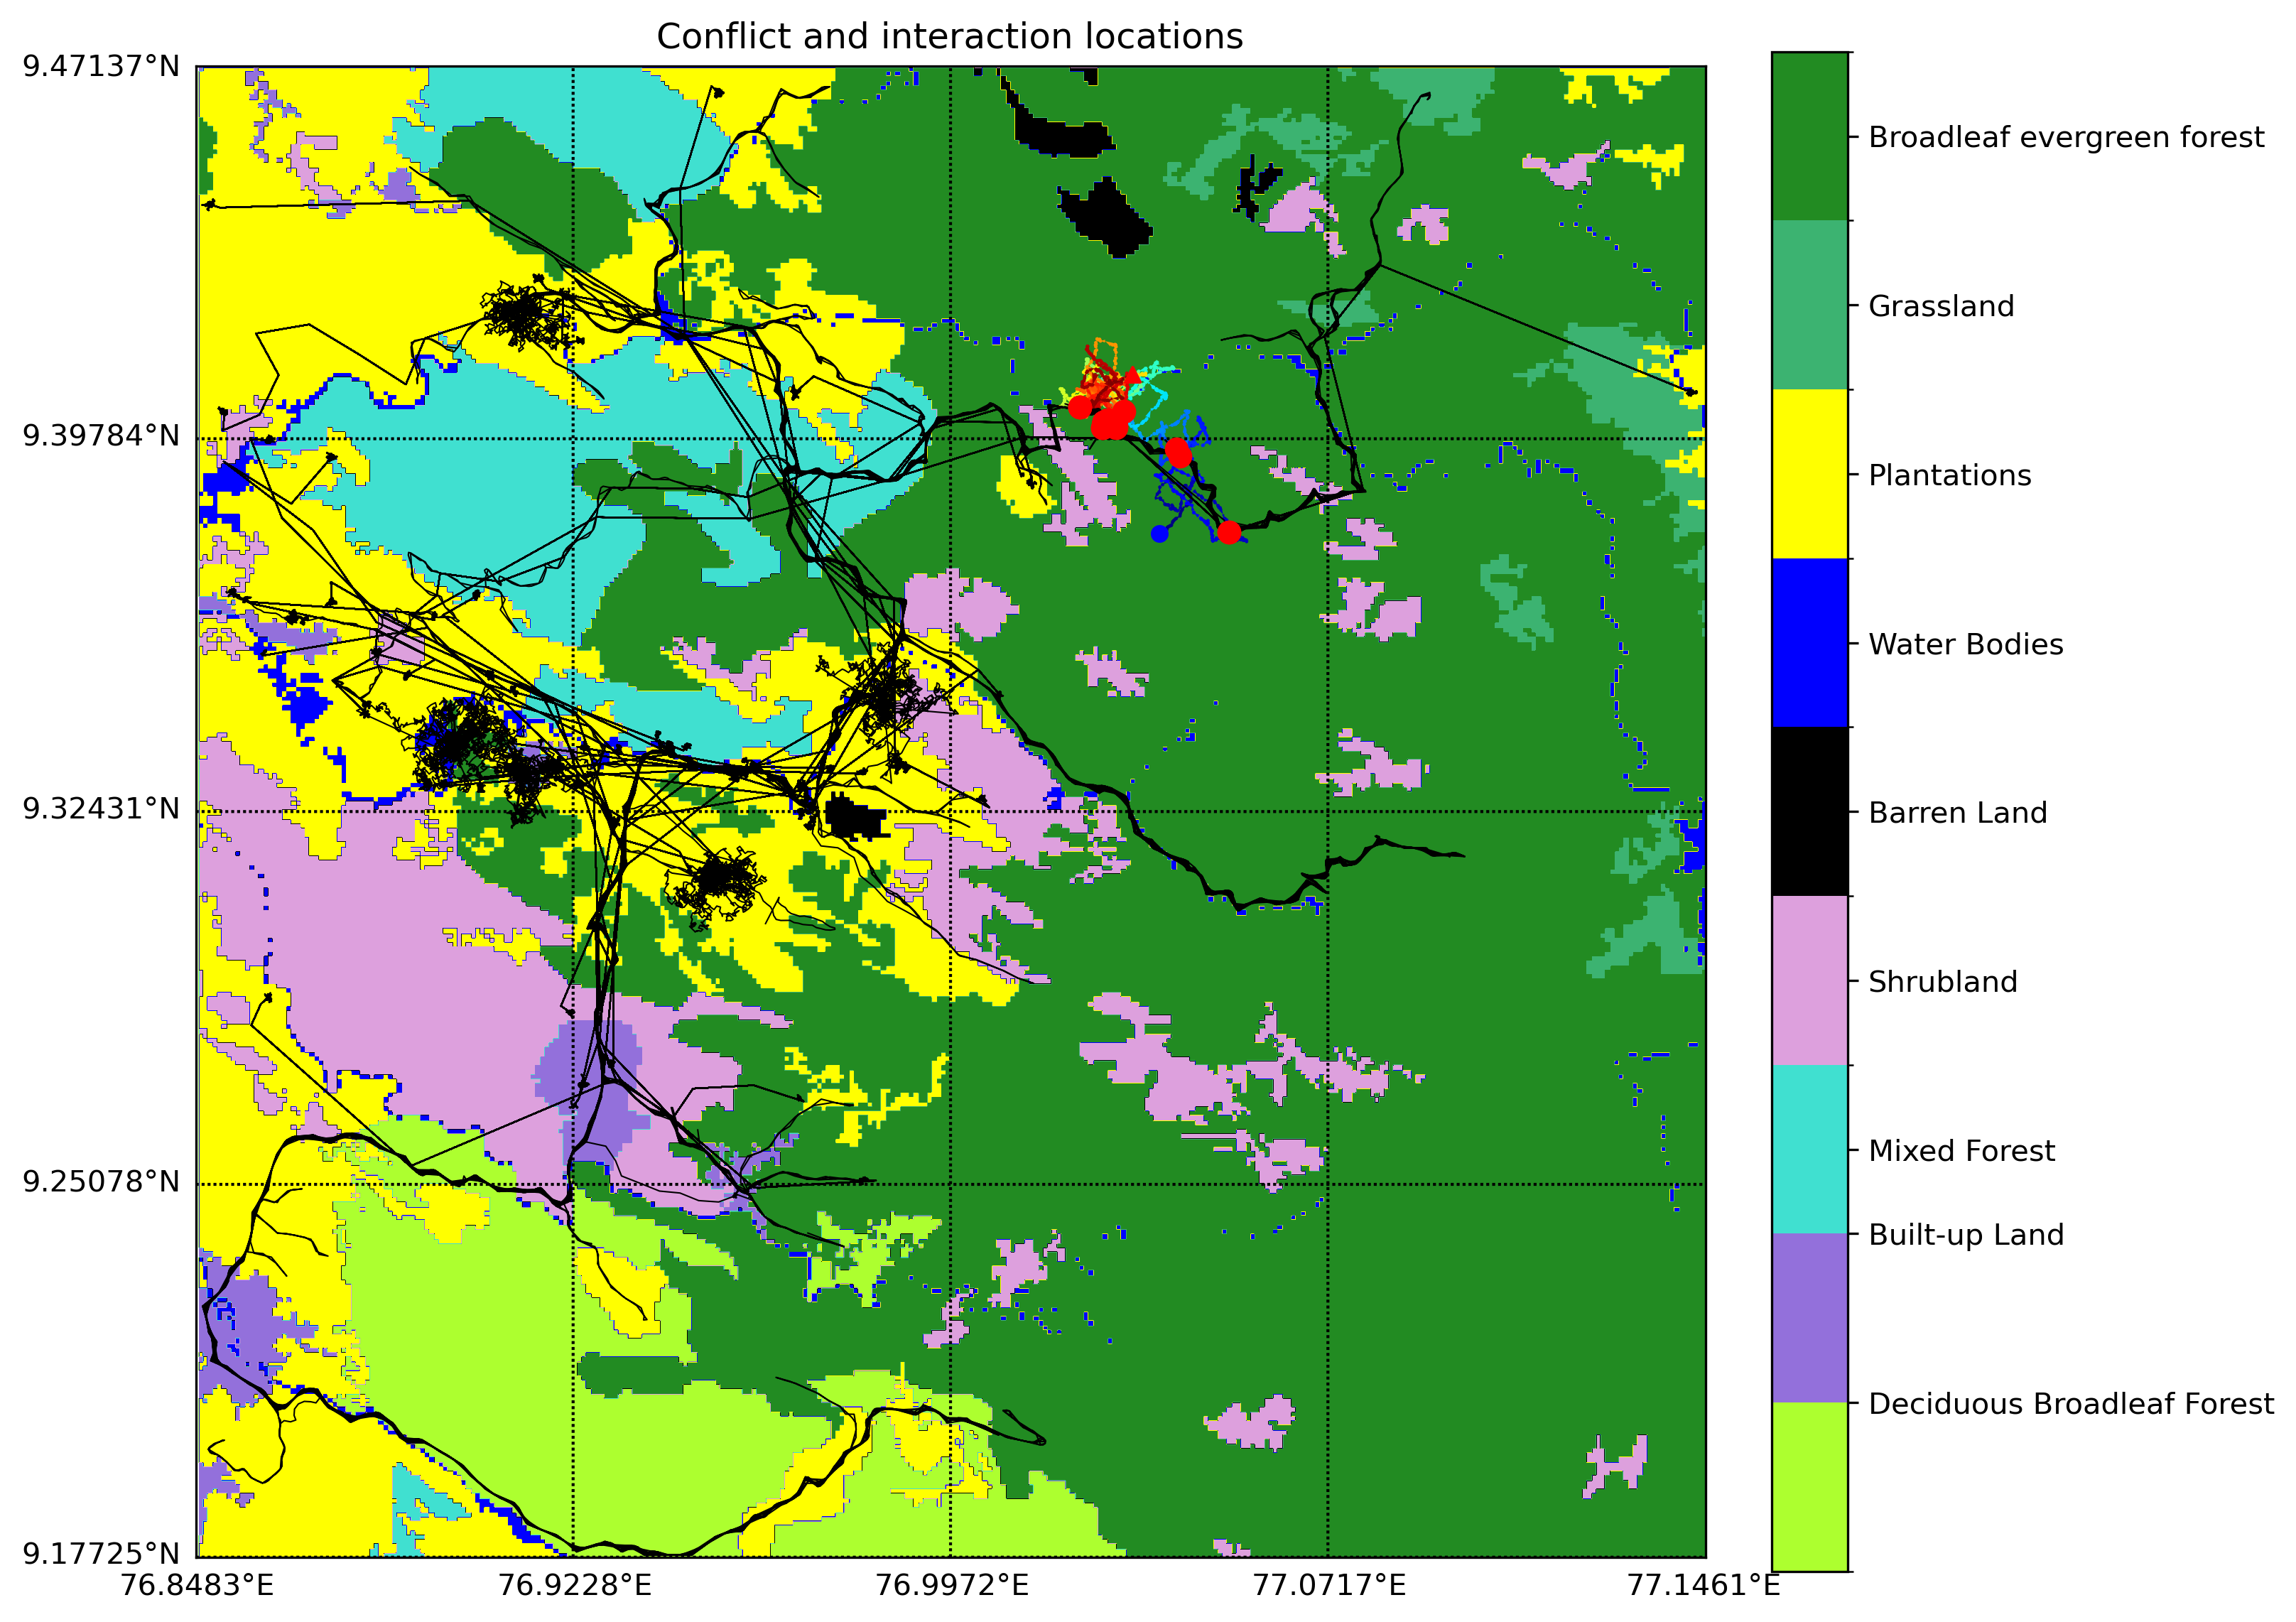 Conflict and interaction locations
9.47137°N
9.39784°N
9.32431°N
9.25078°N
9.17725°N
76.8483°E
76.9228°E
76.9972°E
77.0717°E
77.1461°E
Broadleaf evergreen forest
Grassland
Plantations
Water Bodies
Barren Land
Shrubland
Mixed Forest
Built-up Land
Deciduous Broadleaf Forest